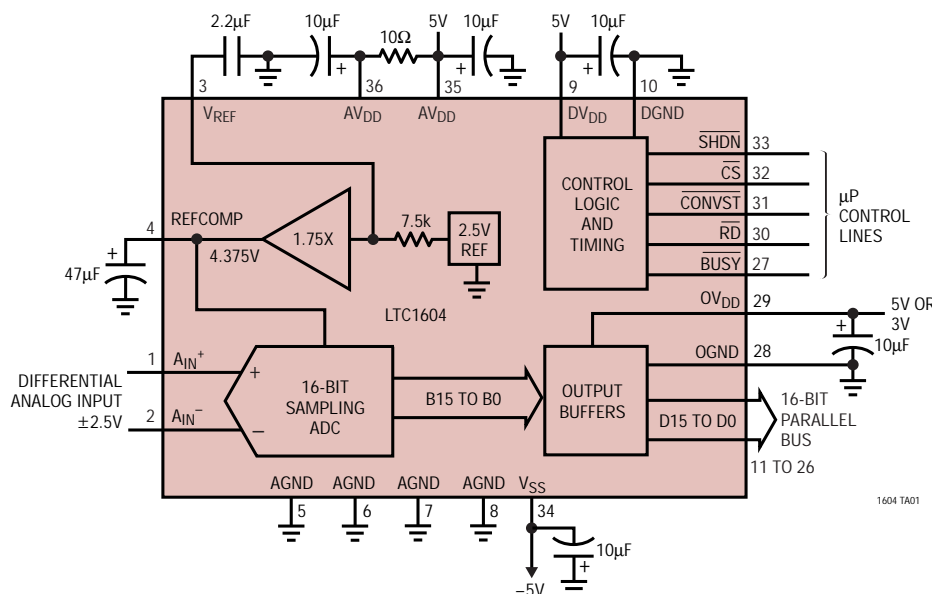 2.2µF
10µF
10Ω
5V
10µF
5V
10µF
3
36
35
9
10
VREF
AVDD
AVDD
DVDD
DGND
SHDN
33
CS
32
CONVST
31
RD
30
BUSY
27
µP
CONTROL
LINES
CONTROL
LOGIC
AND
TIMING
4
REFCOMP
4.375V
1.75X
7.5k
2.5V
REF
47µF
LTC1604
OVDD
29
5V OR
3V
10µF
OGND
28
1
AIN+
2
AIN−
DIFFERENTIAL
ANALOG INPUT
±2.5V
+
−
16-BIT
SAMPLING
ADC
B15 TO B0
OUTPUT
BUFFERS
D15 TO D0
16-BIT
PARALLEL
BUS
11 TO 26
AGND
AGND
AGND
AGND
VSS
5
6
7
8
34
10µF
−5V
1604 TA01